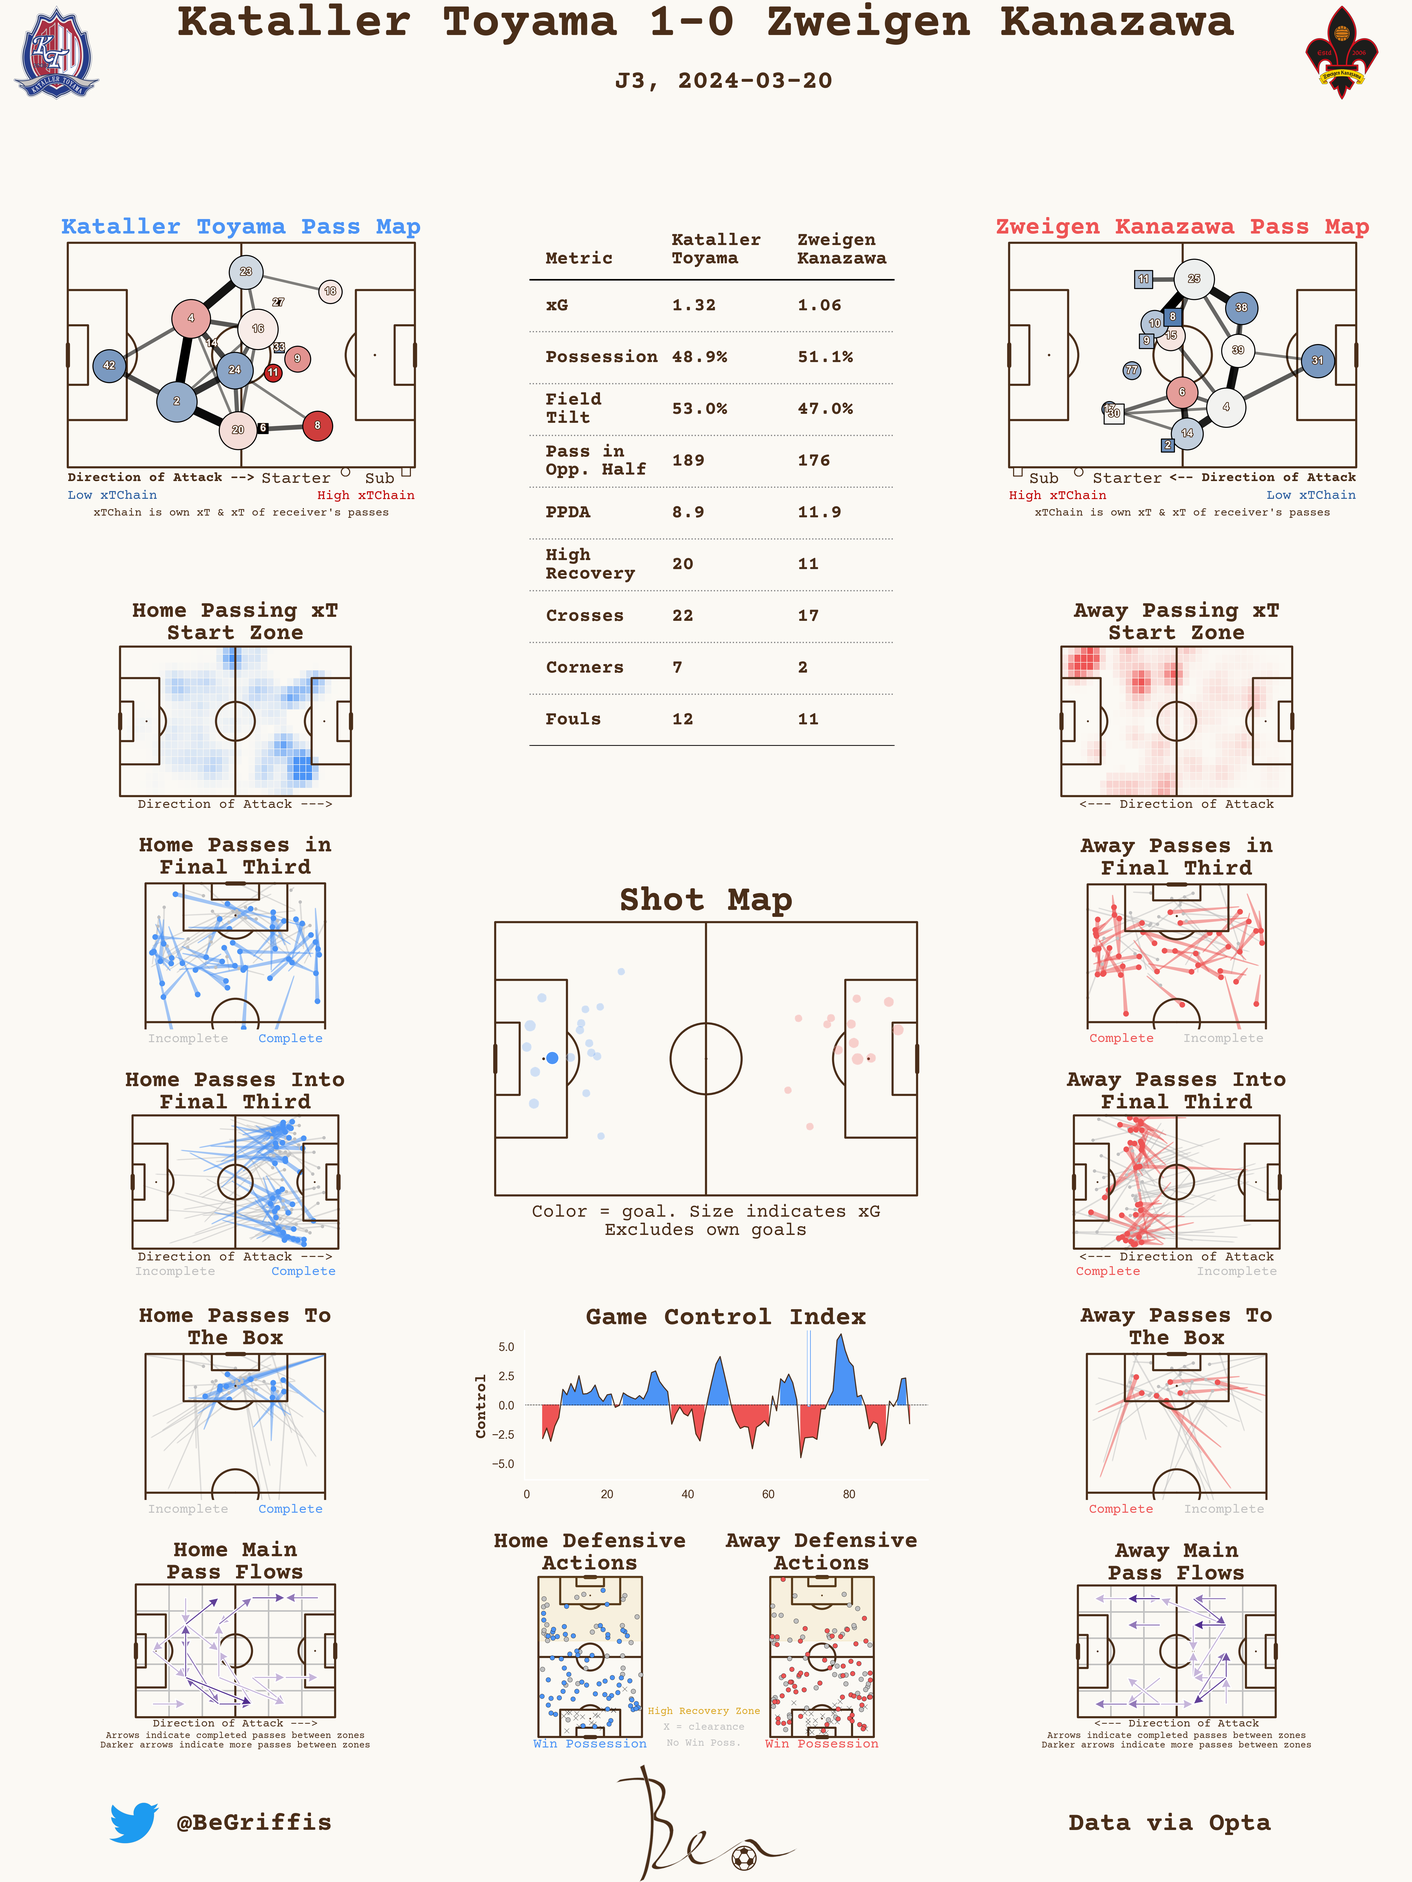 Kataller Toyama 1-0 Zweigen Kanazawa
J3, 2024-03-20
KT
KATALLER TOYAMA
Estd 2006
Zweigen Kanazawa
Kataller Toyama Pass Map
23
18
27
4
16
14
33
9
42
24
11
2
20
6
8
Direction of Attack --> Starter Sub
Low xTChain High xTChain
xTChain is own xT & xT of receiver's passes
Metric Kataller Toyama Zweigen Kanazawa
xG 1.32 1.06
Possession 48.9% 51.1%
Field Tilt 53.0% 47.0%
Pass in Opp. Half 189 176
PPDA 8.9 11.9
High Recovery 20 11
Crosses 22 17
Corners 7 2
Fouls 12 11
Zweigen Kanazawa Pass Map
11
25
38
8
10
15
9
39
31
77
6
30
4
14
2
Sub Starter <-- Direction of Attack
High xTChain Low xTChain
xTChain is own xT & xT of receiver's passes
Home Passing xT
Start Zone
Direction of Attack --->
Away Passing xT
Start Zone
<--- Direction of Attack
Home Passes in
Final Third
Incomplete Complete
Away Passes in
Final Third
Complete Incomplete
Shot Map
Color = goal. Size indicates xG
Excludes own goals
Home Passes Into
Final Third
Direction of Attack --->
Incomplete Complete
Away Passes Into
Final Third
<--- Direction of Attack
Complete Incomplete
Home Passes To
The Box
Incomplete Complete
Game Control Index
Control
5.0
2.5
0.0
−2.5
−5.0
0 20 40 60 80
Away Passes To
The Box
Complete Incomplete
Home Main
Pass Flows
Direction of Attack --->
Arrows indicate completed passes between zones
Darker arrows indicate more passes between zones
Home Defensive
Actions
Win Possession
Away Defensive
Actions
Win Possession
High Recovery Zone
X = clearance
No Win Poss.
Away Main
Pass Flows
<--- Direction of Attack
Arrows indicate completed passes between zones
Darker arrows indicate more passes between zones
@BeGriffis
Ben
Data via Opta